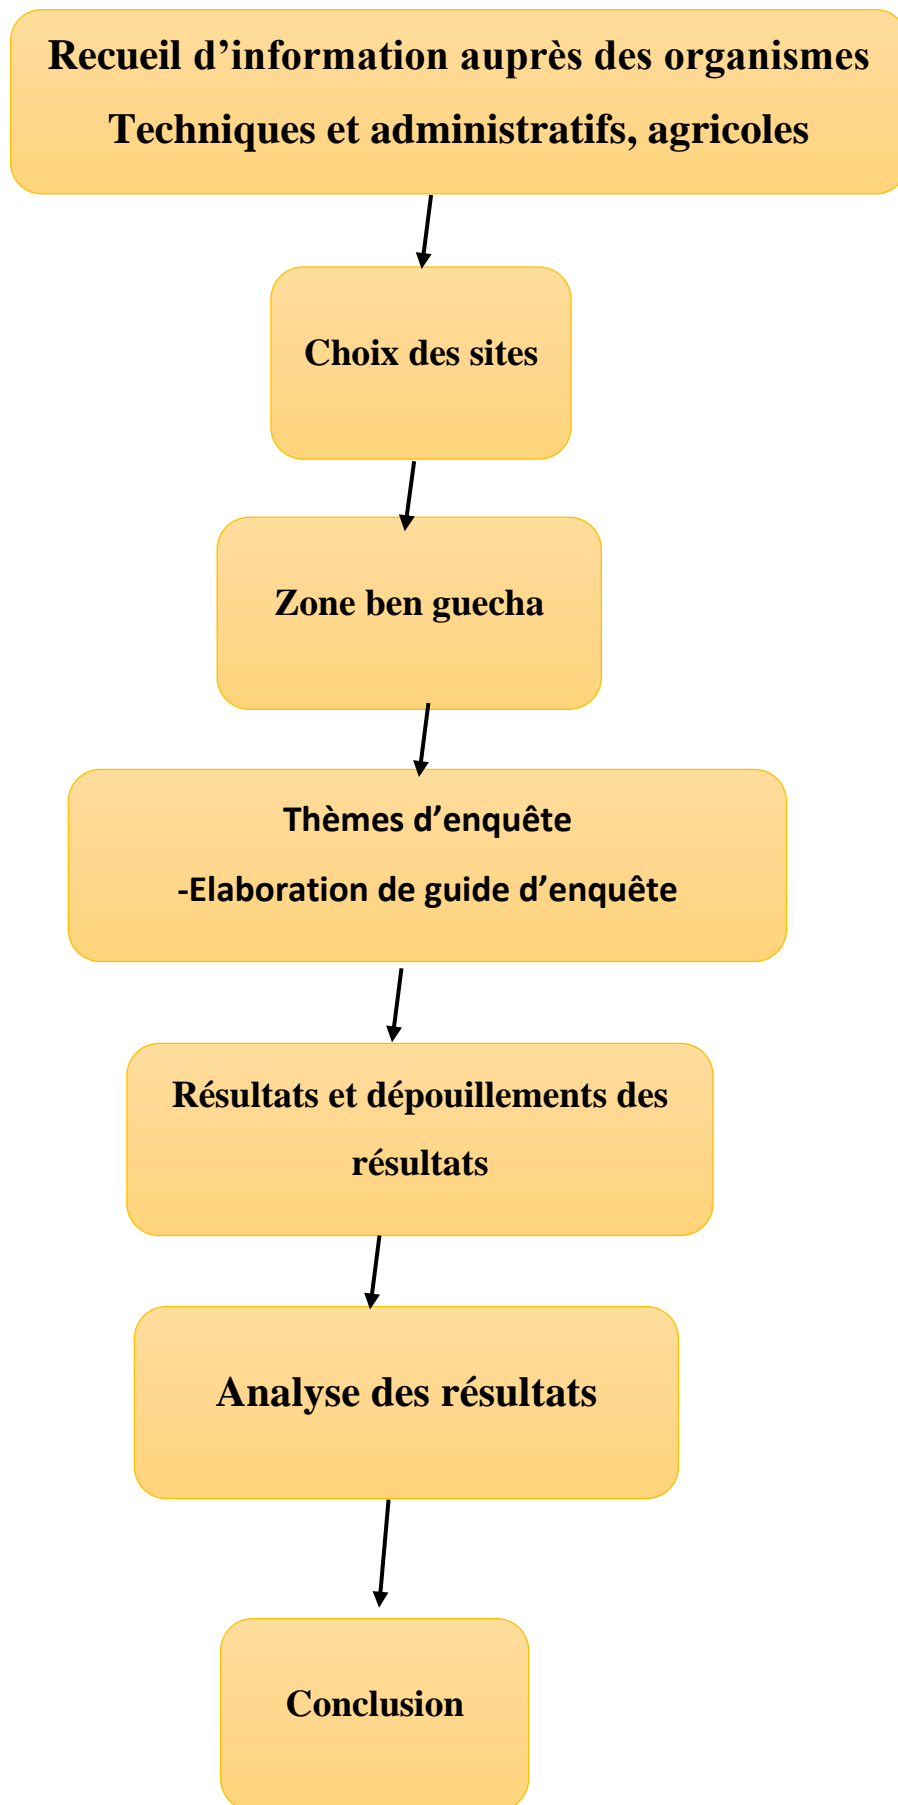 Recueil d’information auprès des organismes
Techniques et administratifs, agricoles
Choix des sites
Zone ben guecha
Thèmes d’enquête
-Elaboration de guide d’enquête
Résultats et dépouillements des
résultats
Analyse des résultats
Conclusion